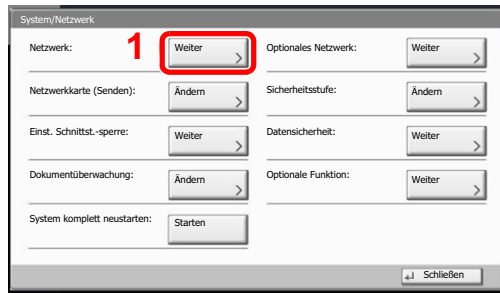 System/Netzwerk
Netzwerk: 1 Weiter Optionales Netzwerk: Weiter
Netzwerkkarte (Senden): Ändern Sicherheitsstufe: Ändern
Einst. Schnittst.-sperre: Weiter Datensicherheit: Weiter
Dokumentüberwachung: Ändern Optionale Funktion: Weiter
System komplett neustarten: Starten
Schließen